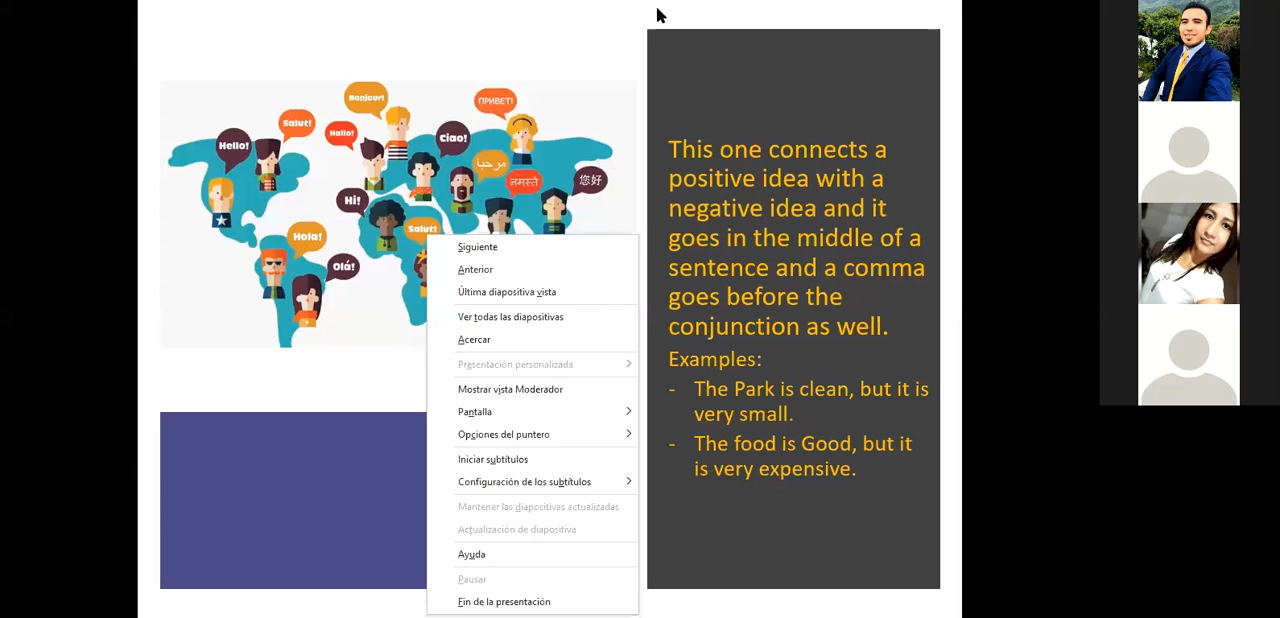 Bonjour!
ПРИВЕТ!
Salut!
Hallo!
Ciao!
Hello!
مرحبا
नमस्ते
您好
Hi!
Salut!
Hola!
Olá!
Siguiente
Anterior
Última diapositiva vista
Ver todas las diapositivas
Acercar
Presentación personalizada
Mostrar vista Moderador
Pantalla
Opciones del puntero
Iniciar subtítulos
Configuración de los subtítulos
Mantener las diapositivas actualizadas
Actualización de diapositiva
Ayuda
Pausar
Fin de la presentación
This one connects a
positive idea with a
negative idea and it
goes in the middle of a
sentence and a comma
goes before the
conjunction as well.
Examples:
- The Park is clean, but it is
very small.
- The food is Good, but it
is very expensive.